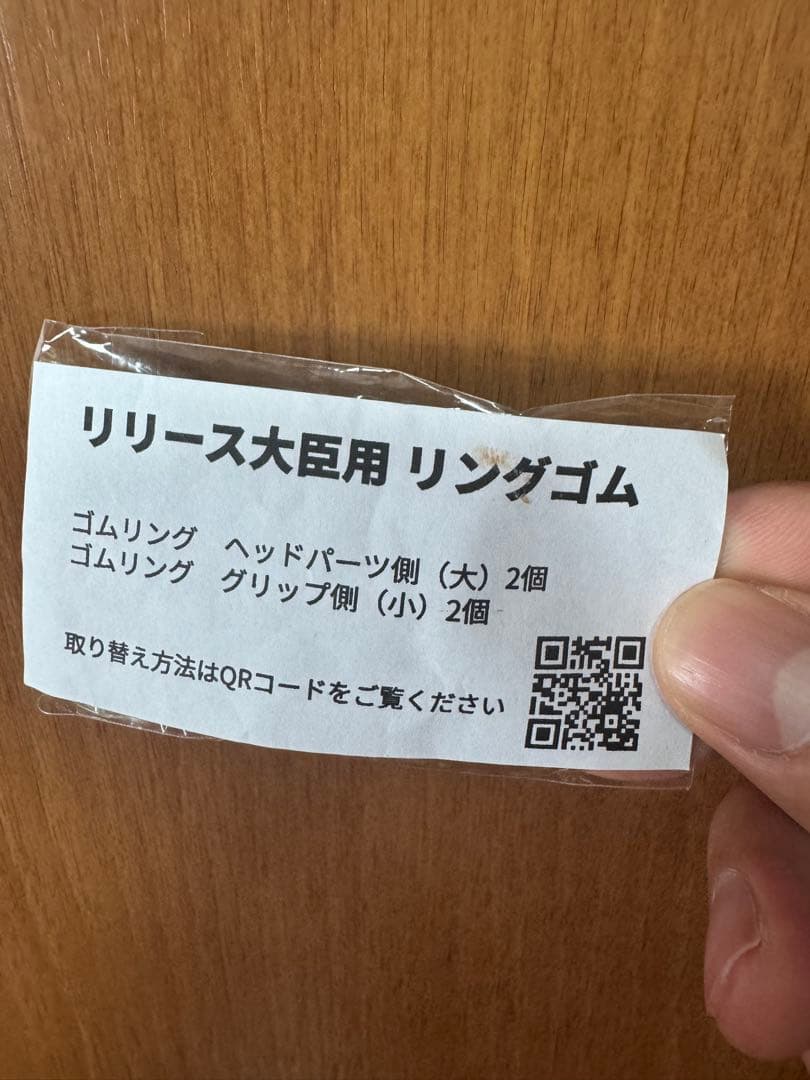 リリース大臣用 リングゴム
ゴムリング　ヘッドパーツ側（大）2個
ゴムリング　グリップ側（小）2個
取り替え方法はQRコードをご覧ください